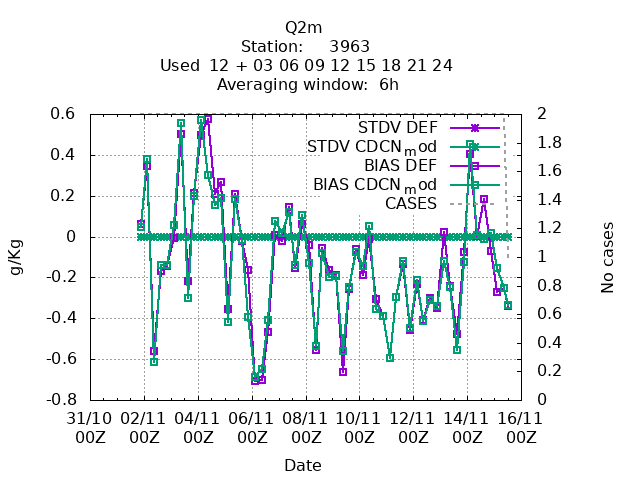 Q2m
Station: 3963
Used 12 + 03 06 09 12 15 18 21 24
Averaging window: 6h
STDV DEF
STDV CDCNmod
BIAS DEF
BIAS CDCNmod
CASES
0.6
0.4
0.2
0
-0.2
-0.4
-0.6
-0.8
g/Kg
2
1.8
1.6
1.4
1.2
1
0.8
0.6
0.4
0.2
0
No cases
31/10 02/11 04/11 06/11 08/11 10/11 12/11 14/11 16/11
00Z 00Z 00Z 00Z 00Z 00Z 00Z 00Z 00Z
Date